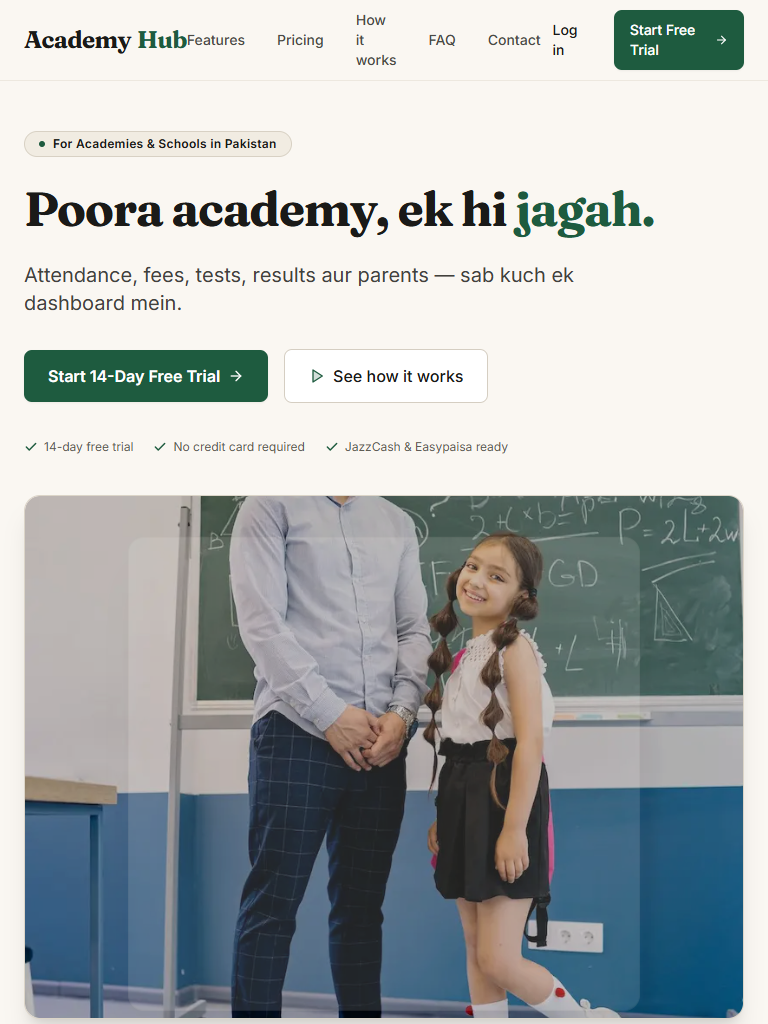 Academy Hub
Features
Pricing
How it works
FAQ
Contact
Log in
Start Free Trial
For Academies & Schools in Pakistan
Poora academy, ek hi jagah.
Attendance, fees, tests, results aur parents — sab kuch ek
dashboard mein.
Start 14-Day Free Trial
See how it works
14-day free trial
No credit card required
JazzCash & Easypaisa ready
P=2L+2w
GD